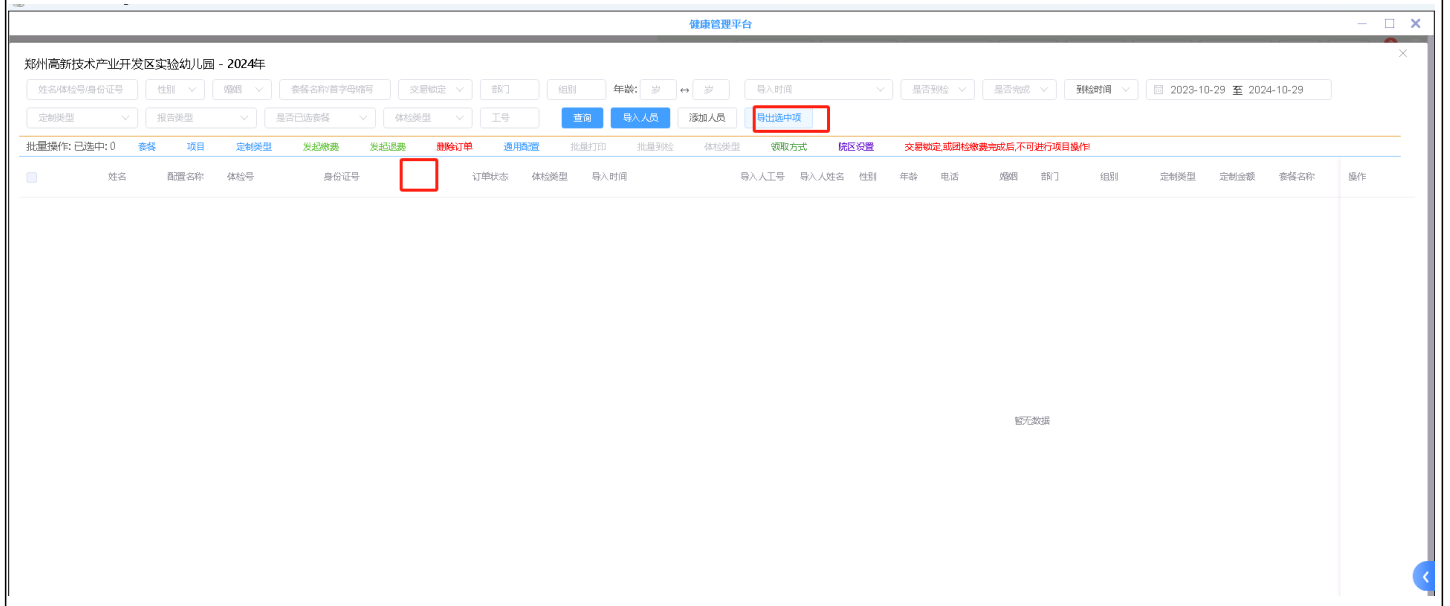 健康管理平台
郑州高新技术产业开发区实验幼儿园 - 2024年
姓名/体检号/身份证号 性别 婚姻 套餐名称/首字母缩写 交易锁定 部门 组别 年龄: 岁 ↔ 岁 导入时间 是否到检 是否完成 到检时间 2023-10-29 至 2024-10-29
定制类型 报告类型 是否已选套餐 体检类型 工号 查询 导入人员 添加人员 导出选中项
批量操作: 已选中: 0 套餐 项目 定制类型 发起缴费 发起退费 删除订单 通用配置 批量打印 批量到检 体检类型 领取方式 院区设置 交易锁定,或团检缴费完成后,不可进行项目操作!
姓名 配置名称 体检号 身份证号 订单状态 体检类型 导入时间 导入人工号 导入人姓名 性别 年龄 电话 婚姻 部门 组别 定制类型 定制金额 套餐名称 操作
暂无数据